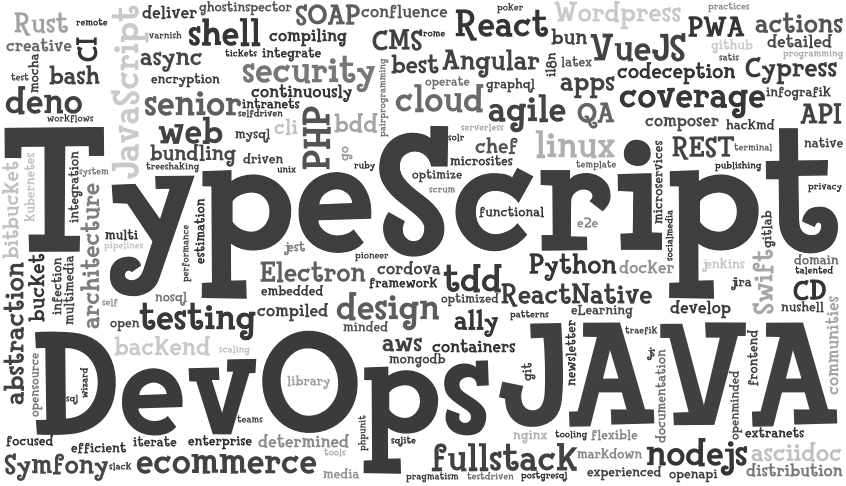 ghostinspector
poker
practices
deliver
SOAP
confluence
Wordpress
Rust
remote
varnish
shell
compiling
React
PWA
actions
creative
CI
JavaScript
CMS
rome
bun
VueJS
github
detailed
async
tickets
integrate
satis
programming
test
mocha
bash
encryption
security
best
Angular
i18n
latex
codeception
Cypress
continuously
operate
graphql
apps
infografik
deno
senior
intranets
pairprogramming
cloud
agile
QA
coverage
API
workflows
selfdriven
PHP
serverless
composer
hackmd
web
mysql
cli
bdd
solr
chef
linux
REST
terminal
native
bundling
driven
go
microsites
template
publishing
treeshaking
unix
ruby
optimize
privacy
bitbucket
kubernetes
integration
system
scrum
microservices
TypeScript
architecture
estimation
functional
e2e
socialmedia
gitlab
multi
performance
jest
pipelines
pioneer
abstraction
bucket
infection
multimedia
Electron
cordova
tdd
Python
docker
jenkins
Swift
domain
talented
self
nosql
embedded
framework
optimized
ReactNative
jira
CD
open
testing
compiled
design
minded
patterns
eLearning
develop
nushell
ally
traefik
communities
backend
scaling
aws
containers
mongodb
newsletter
frontend
opensource
sql
wizard
library
git
documentation
openminded
DevOps
JAVA
teams
phpunit
focused
efficient
iterate
enterprise
determined
sqlite
nginx
tooling
flexible
extranets
Symfony
slack
ecommerce
tools
media
fullstack
markdown
nodejs
asciidoc
pragmatism
testdriven
postgresql
experienced
openapi
distribution